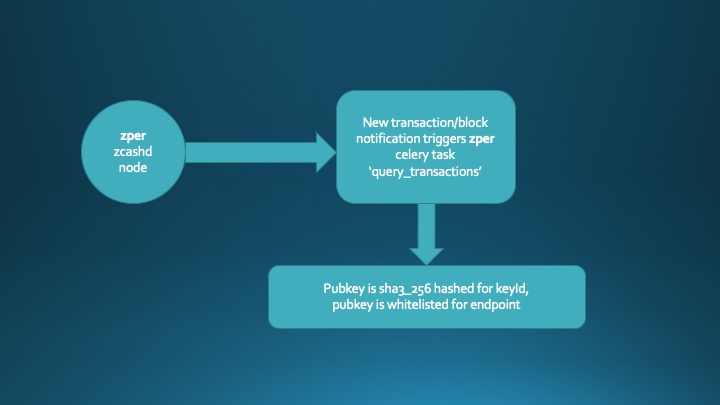 zper
zcashd
node
New transaction/block
notification triggers zper
celery task
‘query_transactions’
Pubkey is sha3_256 hashed for keyId,
pubkey is whitelisted for endpoint